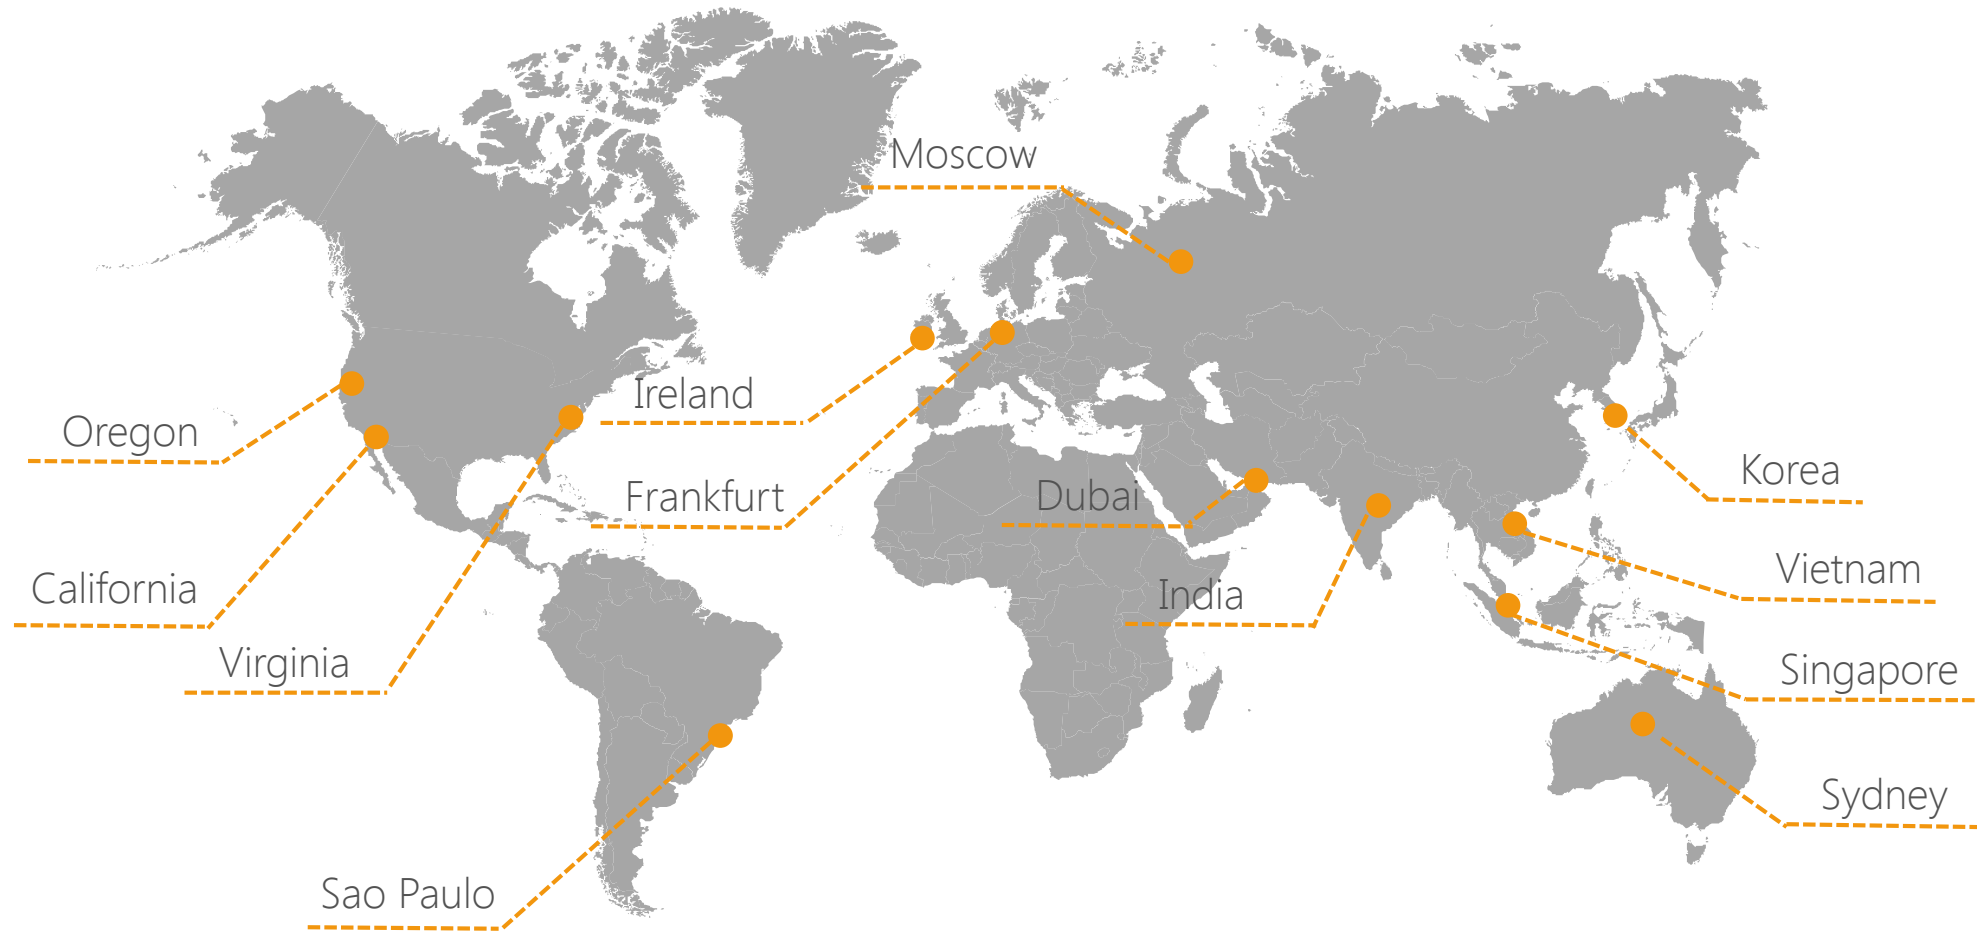 Moscow
Ireland
Oregon
Korea
Frankfurt
Dubai
Vietnam
California
India
Virginia
Singapore
Sydney
Sao Paulo